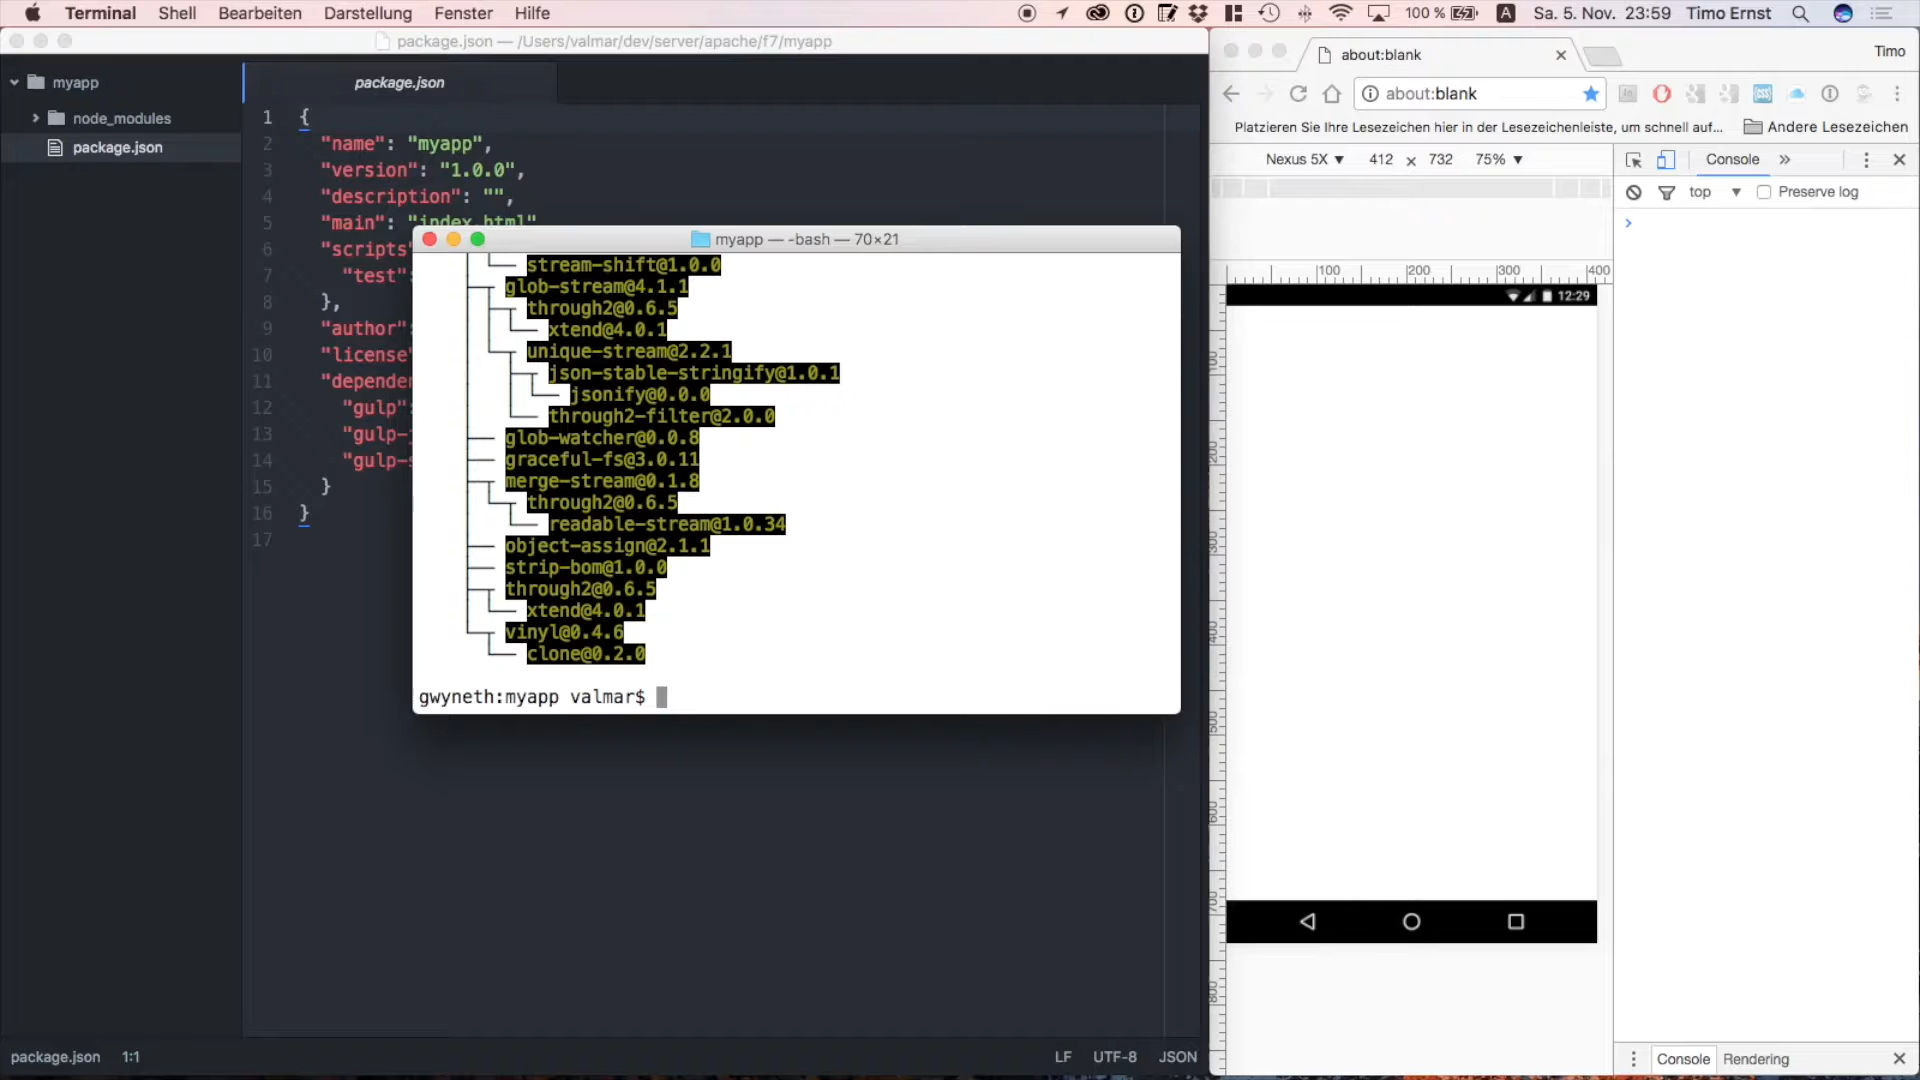 Terminal Shell Bearbeiten Darstellung Fenster Hilfe 100 % A Sa. 5. Nov. 23:59 Timo Ernst
package.json — /Users/valmar/dev/server/apache/f7/myapp
myapp
node_modules
package.json
package.json
1 {
2 "name": "myapp",
3 "version": "1.0.0",
4 "description": "",
5 "main": "index.html"
6 "scripts"
7 "test"
8 },
9 "author"
10 "license"
11 "depende
12 "gulp"
13 "gulp-
14 "gulp-s
15 }
16 }
17
myapp — -bash — 70×21
stream-shift@1.0.0
glob-stream@4.1.1
through2@0.6.5
xtend@4.0.1
unique-stream@2.2.1
json-stable-stringify@1.0.1
jsonify@0.0.0
through2-filter@2.0.0
glob-watcher@0.0.8
graceful-fs@3.0.11
merge-stream@0.1.8
through2@0.6.5
readable-stream@1.0.34
object-assign@2.1.1
strip-bom@1.0.0
through2@0.6.5
xtend@4.0.1
vinyl@0.4.6
clone@0.2.0
gwyneth:myapp valmar$
package.json 1:1 LF UTF-8 JSON
about:blank Timo
about:blank
Platzieren Sie Ihre Lesezeichen hier in der Lesezeichenleiste, um schnell auf... Andere Lesezeichen
Nexus 5X 412 × 732 75% Console »
top Preserve log
100 200 300 400
12:29
100
200
300
400
500
600
700
800
Console Rendering